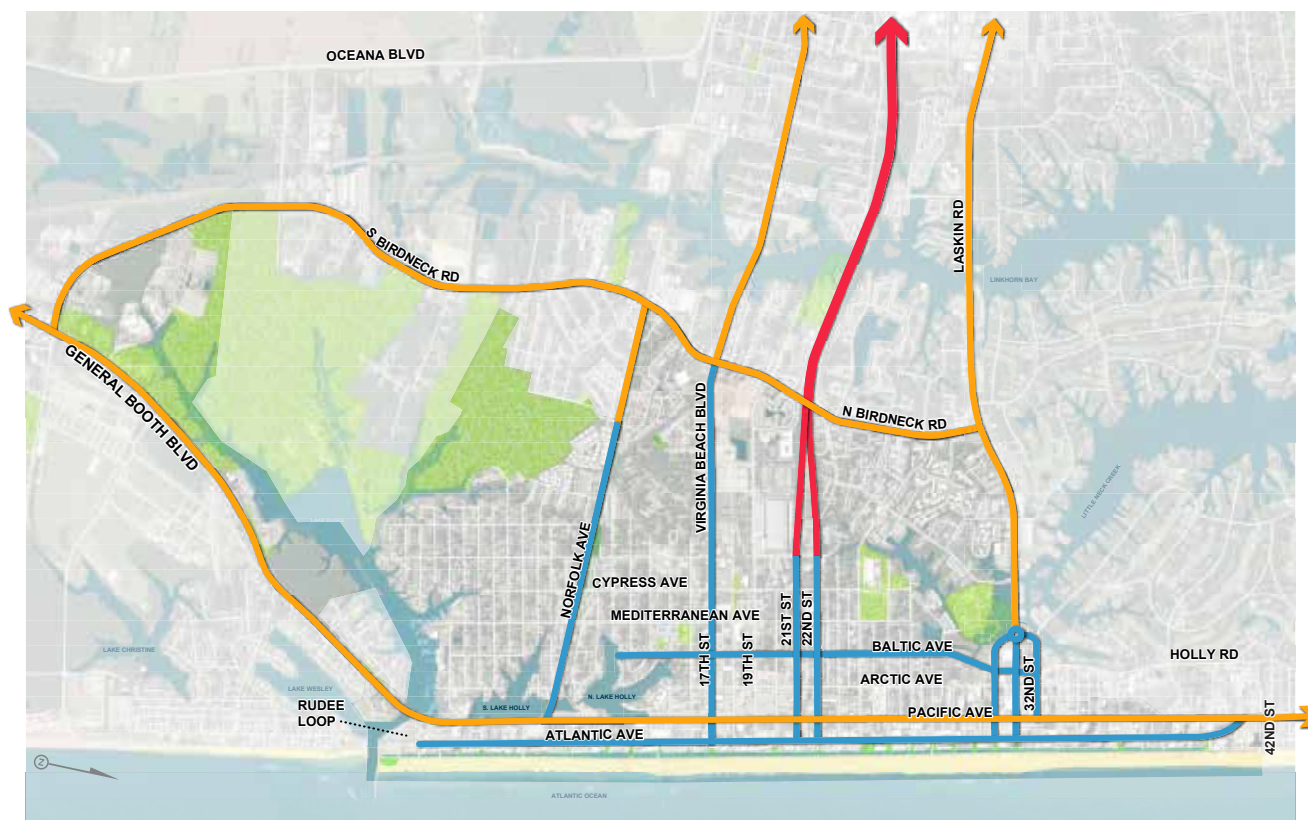 OCEANA BLVD
LASKIN RD
S BIRDNECK RD
LINKHORN BAY
GENERAL BOOTH BLVD
VIRGINIA BEACH BLVD
N BIRDNECK RD
LITTLE NECK CREEK
NORFOLK AVE
CYPRESS AVE
MEDITERRANEAN AVE
21ST ST
22ND ST
17TH ST
19TH ST
BALTIC AVE
HOLLY RD
LAKE CHRISTINE
ARCTIC AVE
32ND ST
LAKE WESLEY
N. LAKE HOLLY
S. LAKE HOLLY
RUDEE
LOOP
PACIFIC AVE
42ND ST
ATLANTIC AVE
Z
ATLANTIC OCEAN